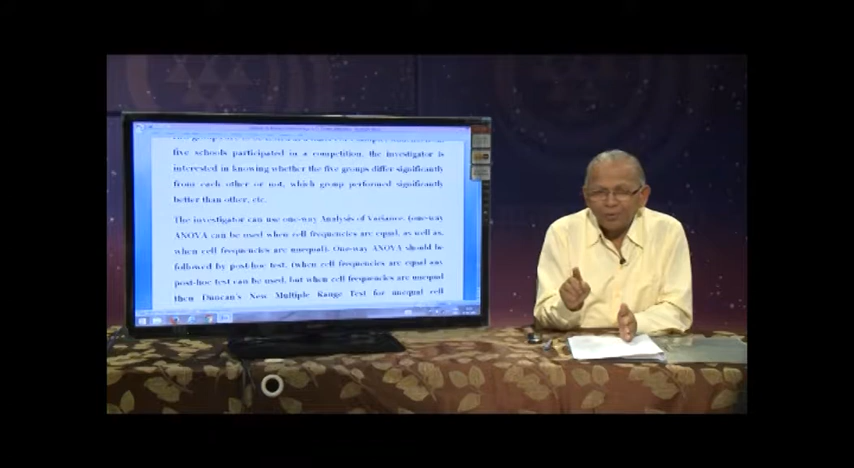 five schools participated in a competition, the investigator is
interested in knowing whether the five groups differ significantly
from each other or not, which group performed significantly
better than other, etc.
The investigator can use one-way Analysis of Variance. (one-way
ANOVA can be used when cell frequencies are equal, as well as,
when cell frequencies are unequal). One-way ANOVA should be
followed by post-hoc test. (when cell frequencies are equal any
post-hoc test can be used, but when cell frequencies are unequal
then Duncan's New Multiple Range Test for unequal cell